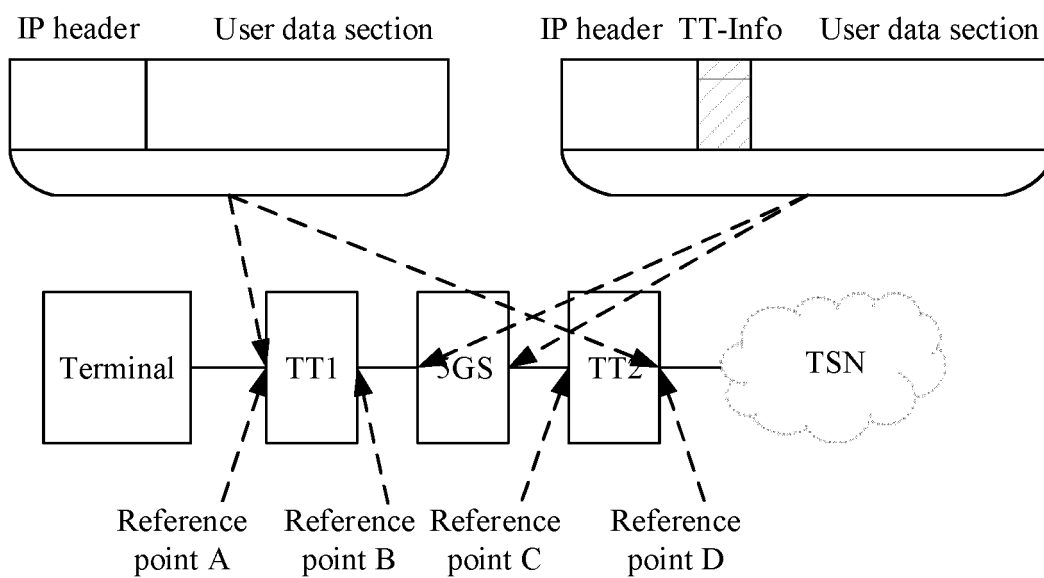 IP header User data section IP header TT-Info User data section
Terminal TT1 5GS TT2 TSN
Reference Reference Reference Reference
point A point B point C point D